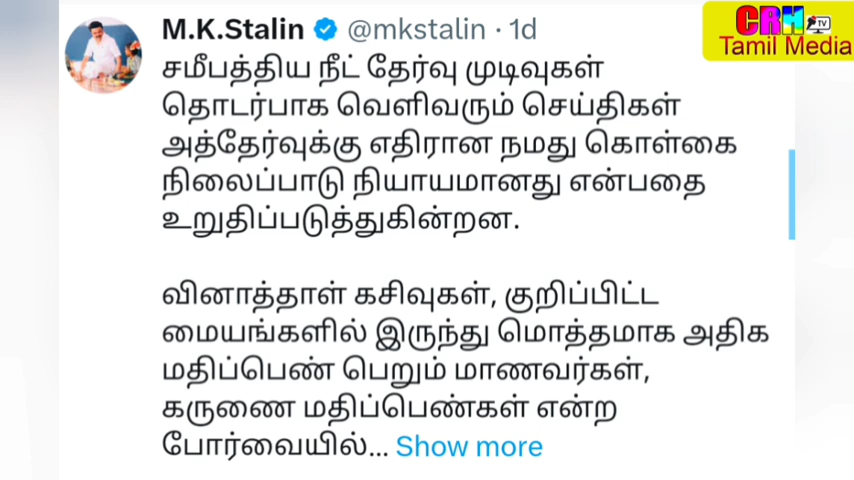 M.K.Stalin @mkstalin · 1d
CRM TV
Tamil Media
சமீபத்திய நீட் தேர்வு முடிவுகள்
தொடர்பாக வெளிவரும் செய்திகள்
அத்தேர்வுக்கு எதிரான நமது கொள்கை
நிலைப்பாடு நியாயமானது என்பதை
உறுதிப்படுத்துகின்றன.
வினாத்தாள் கசிவுகள், குறிப்பிட்ட
மையங்களில் இருந்து மொத்தமாக அதிக
மதிப்பெண் பெறும் மாணவர்கள்,
கருணை மதிப்பெண்கள் என்ற
போர்வையில்... Show more